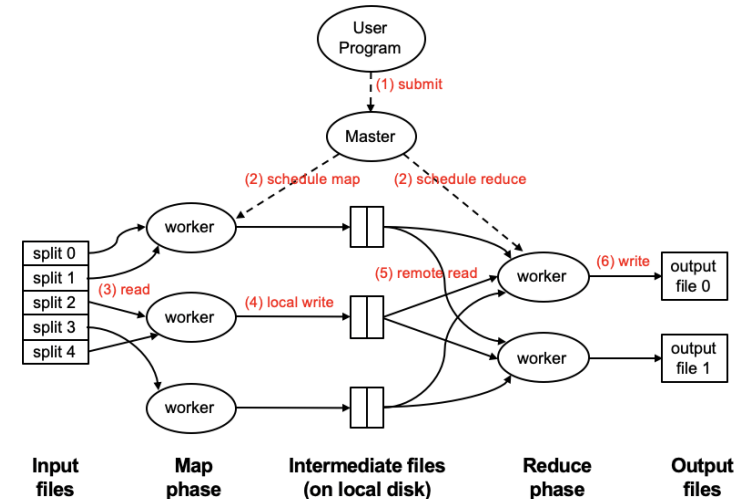 User
Program
(1) submit
Master
(2) schedule map
(2) schedule reduce
worker
split 0
split 1
split 2
split 3
split 4
(3) read
worker
(4) local write
worker
(5) remote read
worker
(6) write
output
file 0
worker
output
file 1
Input
files
Map
phase
Intermediate files
(on local disk)
Reduce
phase
Output
files